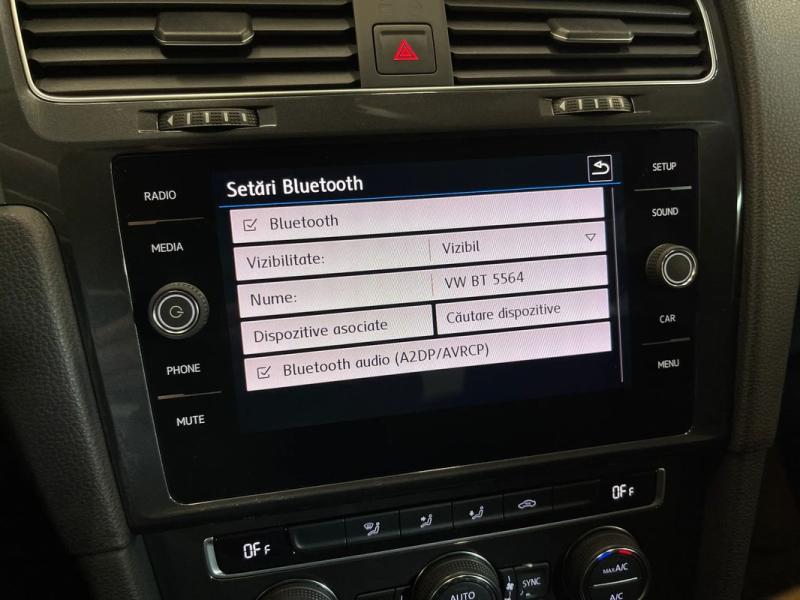 Setări Bluetooth
Bluetooth
Vizibilitate: Vizibil
Nume: VW BT 5564
Dispozitive asociate Căutare dispozitive
Bluetooth audio (A2DP/AVRCP)
RADIO
MEDIA
PHONE
MUTE
SETUP
SOUND
CAR
MENU
OFF
OFF
AUTO
SYNC
MAX A/C
A/C